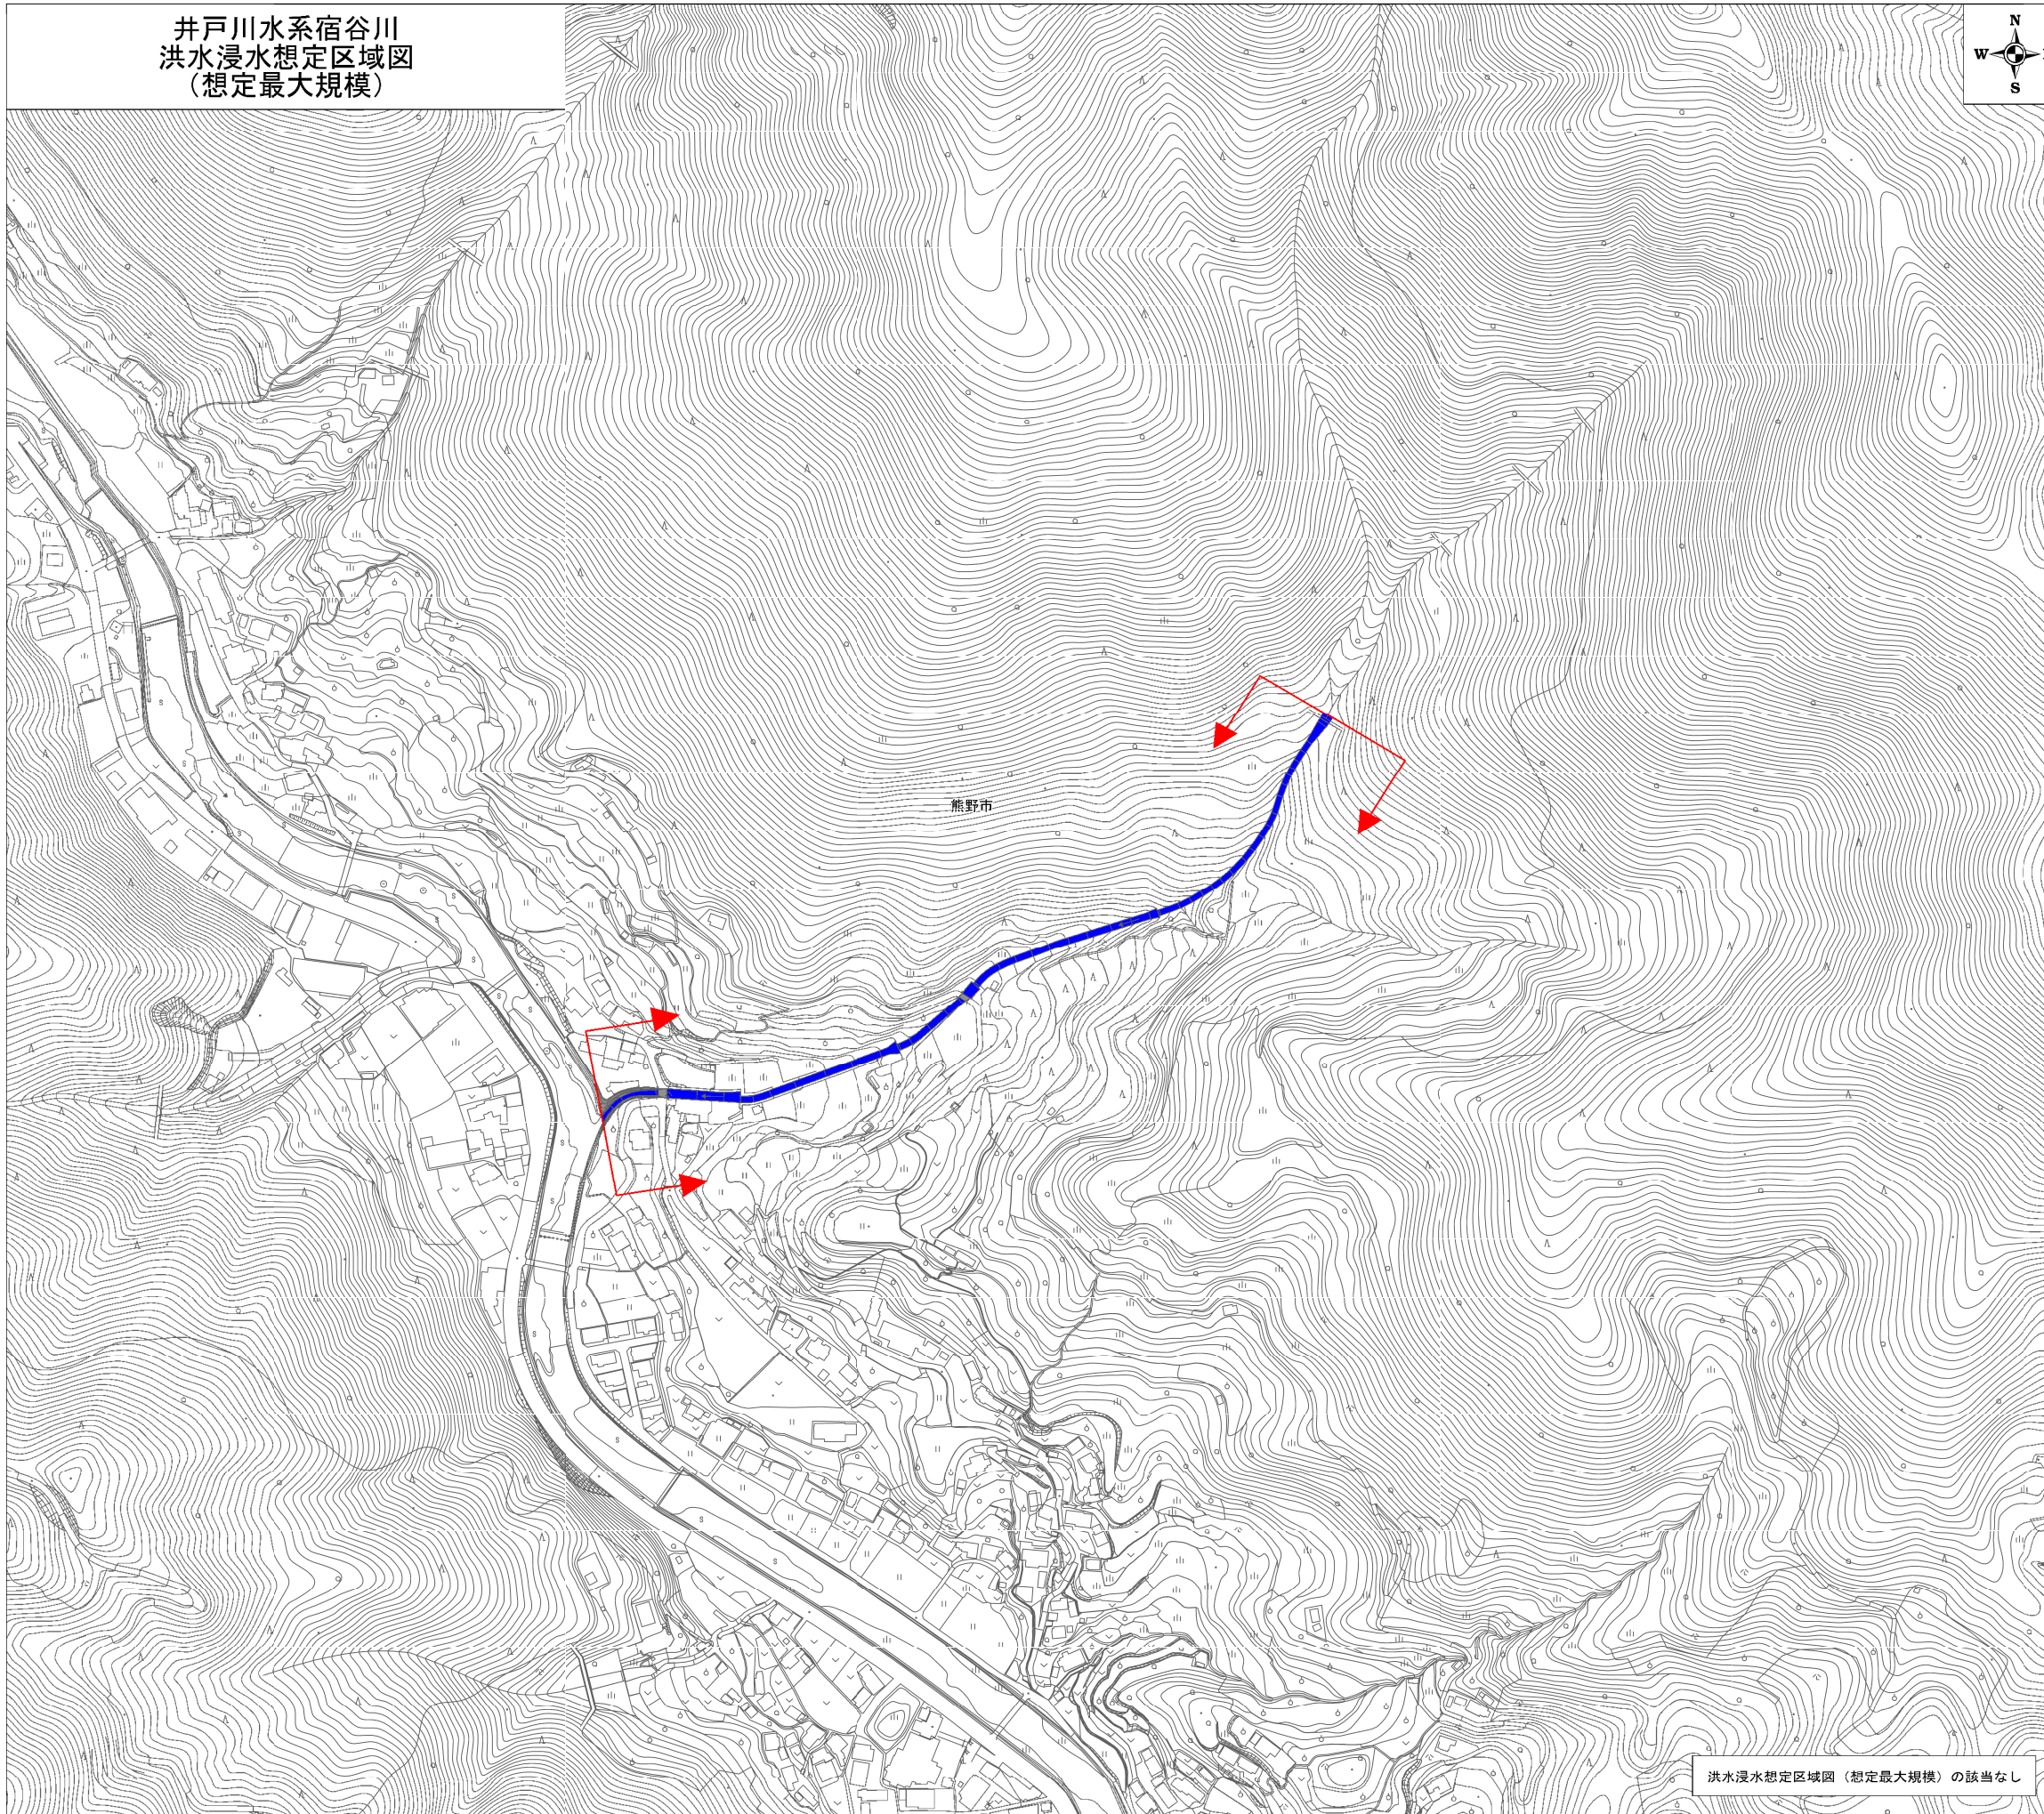 井戸川水系宿谷川
洪水浸水想定区域図
（想定最大規模）
N
W
S
熊野市
洪水浸水想定区域図（想定最大規模）の該当なし